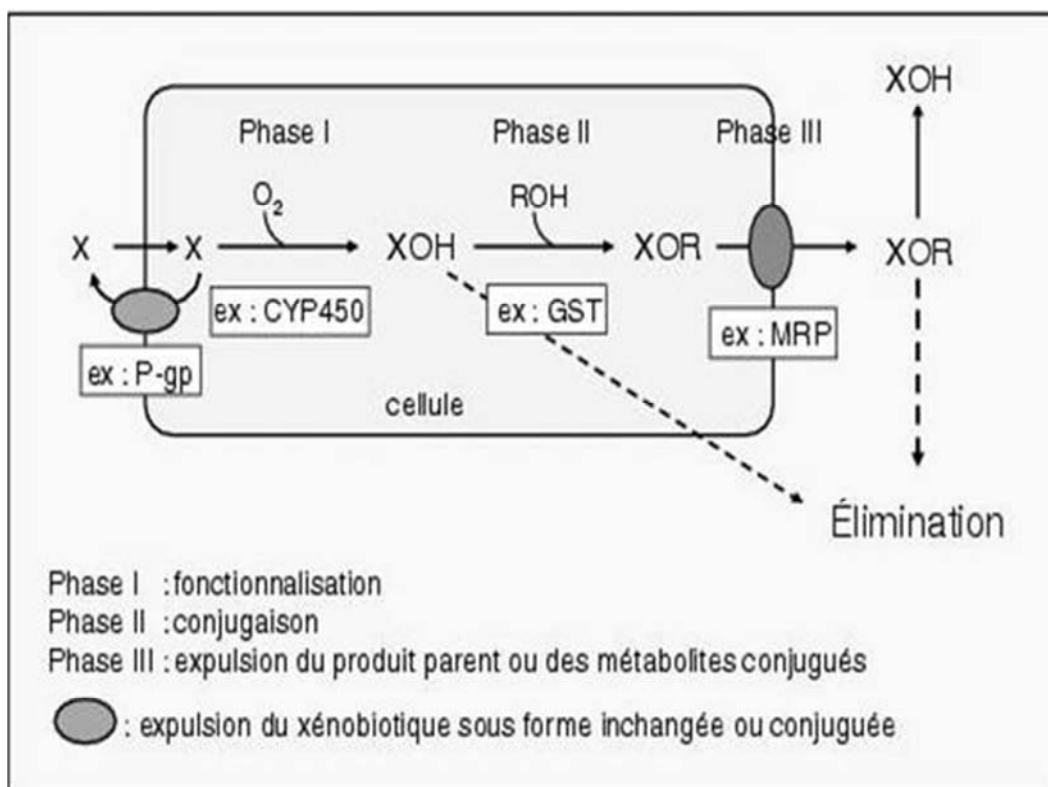 XOH
Phase I
Phase II
Phase III
O₂
ROH
X
X
XOH
XOR
XOR
ex : CYP450
ex : GST
ex : MRP
ex : P-gp
cellule
Élimination
Phase I : fonctionnalisation
Phase II : conjugaison
Phase III : expulsion du produit parent ou des métabolites conjugués
: expulsion du xénobiotique sous forme inchangée ou conjuguée